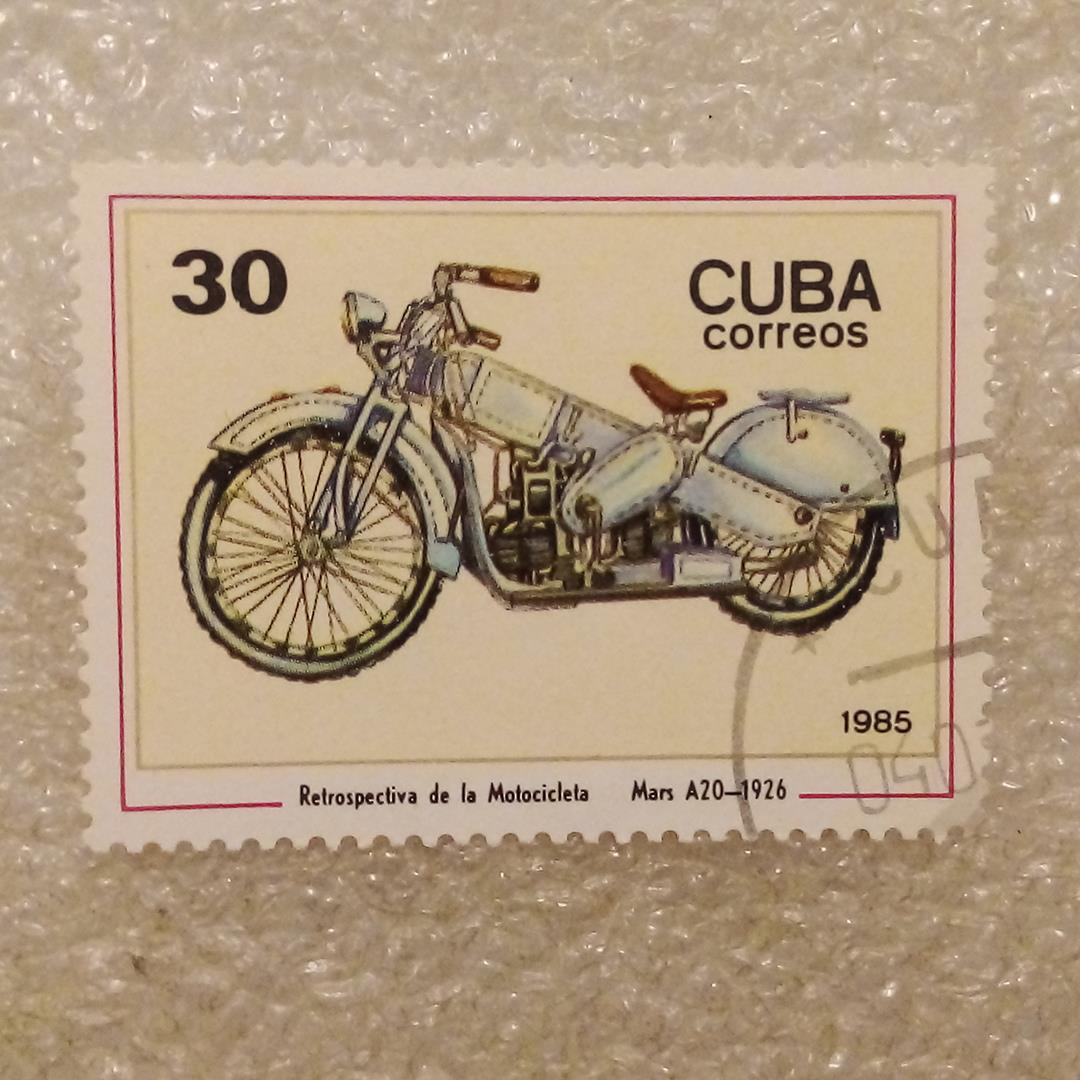 30
CUBA
correos
1985
Retrospectiva de la Motocicleta Mars A20–1926